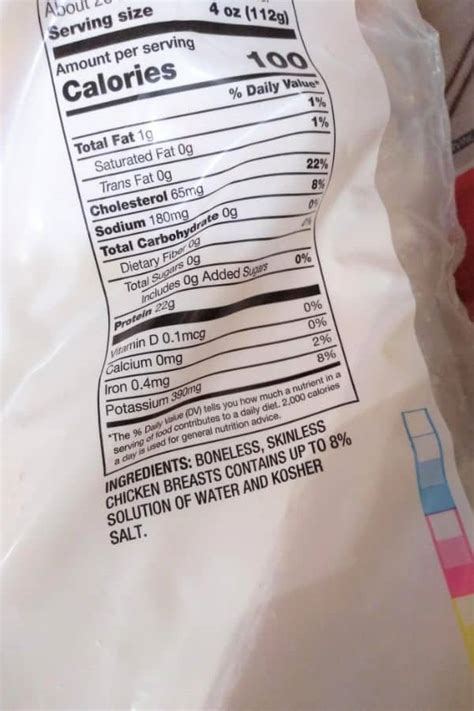 About
Serving size 4 oz (112g)
Amount per serving
Calories 100
% Daily Value*
Total Fat 1g 1%
Saturated Fat 0g 1%
Trans Fat 0g
Cholesterol 65mg 22%
Sodium 180mg 8%
Total Carbohydrate 0g 0%
Dietary Fiber 0g 0%
Total Sugars 0g
Includes 0g Added Sugars 0%
Protein 22g
Vitamin D 0.1mcg 0%
Calcium 0mg 0%
Iron 0.4mg 2%
Potassium 390mg 8%
*The % Daily Value (DV) tells you how much a nutrient in a
serving of food contributes to a daily diet. 2,000 calories
a day is used for general nutrition advice.
INGREDIENTS: BONELESS, SKINLESS
CHICKEN BREASTS CONTAINS UP TO 8%
SOLUTION OF WATER AND KOSHER
SALT.